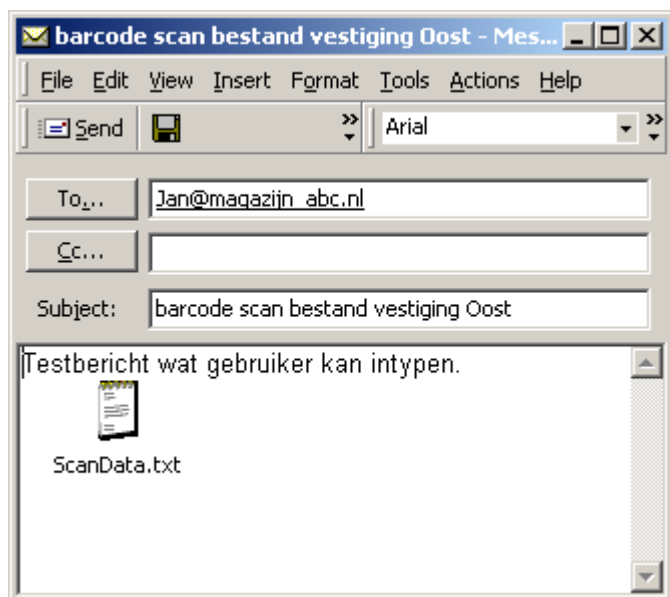 barcode scan bestand vestiging Oost - Mes...
File Edit View Insert Format Tools Actions Help
Send Arial
To... Jan@magazijn_abc.nl
Cc...
Subject: barcode scan bestand vestiging Oost
Testbericht wat gebruiker kan intypen.
ScanData.txt